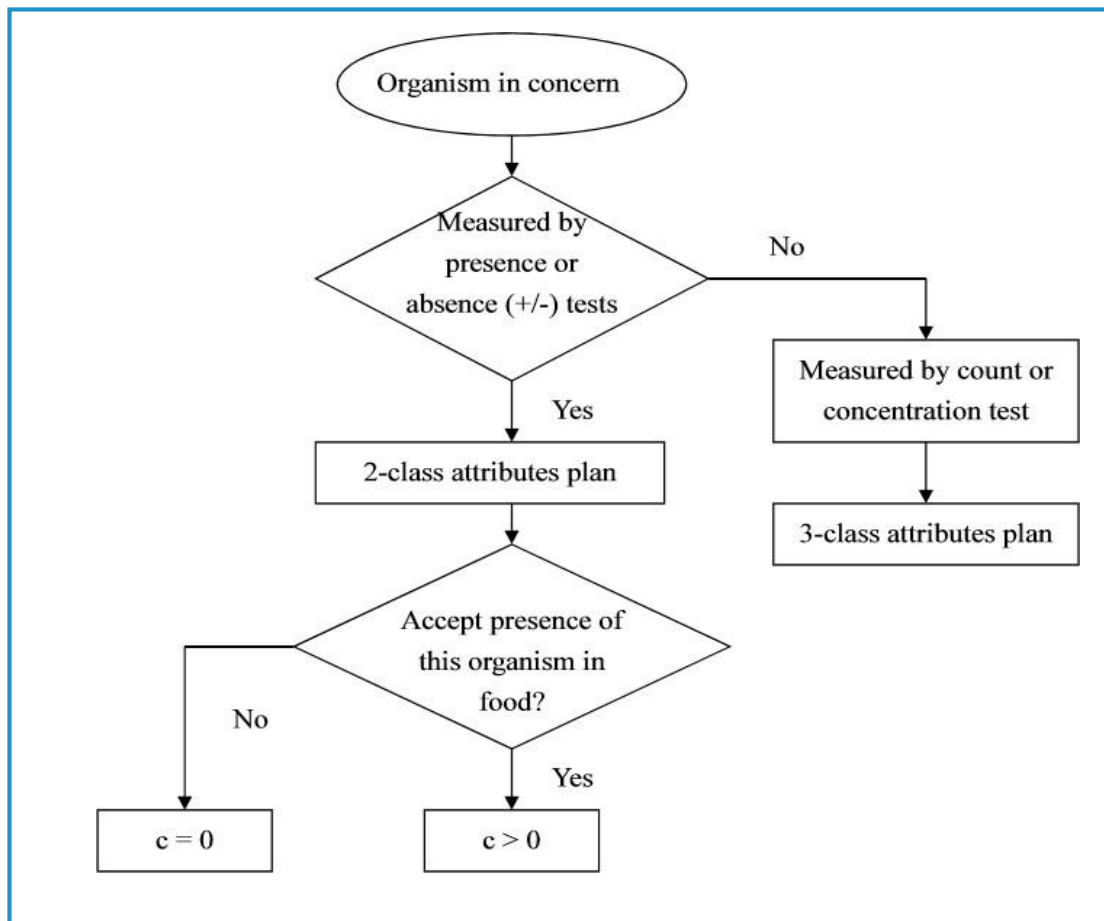 Organism in concern
Measured by
presence or
absence (+/-) tests
No
Measured by count or
concentration test
Yes
2-class attributes plan
3-class attributes plan
Accept presence of
this organism in
food?
No
Yes
c = 0
c > 0